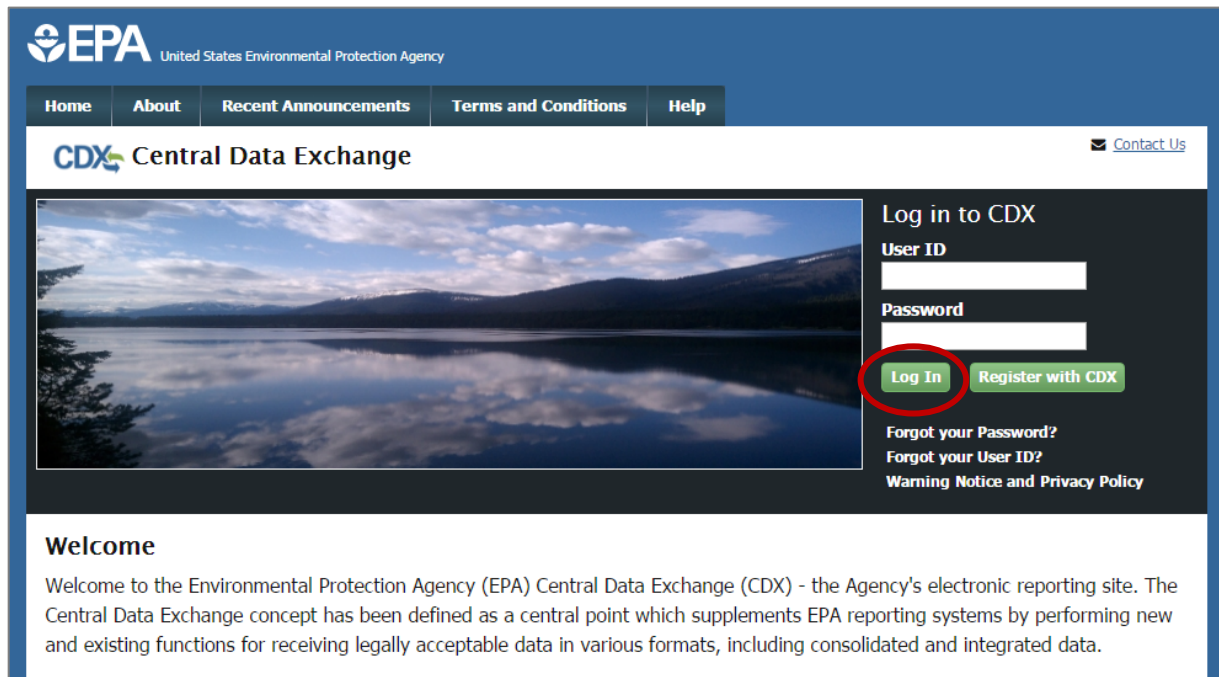 EPA United States Environmental Protection Agency
Home About Recent Announcements Terms and Conditions Help
CDX Central Data Exchange
Contact Us
Log in to CDX
User ID
Password
Log In Register with CDX
Forgot your Password?
Forgot your User ID?
Warning Notice and Privacy Policy
Welcome
Welcome to the Environmental Protection Agency (EPA) Central Data Exchange (CDX) - the Agency's electronic reporting site. The
Central Data Exchange concept has been defined as a central point which supplements EPA reporting systems by performing new
and existing functions for receiving legally acceptable data in various formats, including consolidated and integrated data.